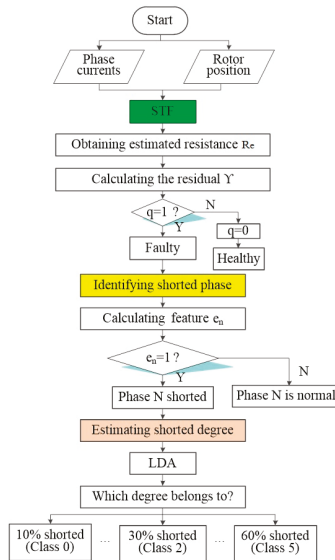 Start
Phase
currents
Rotor
position
STF
Obtaining estimated resistance Re
Calculating the residual ϒ
q=1 ?
N
Y
q=0
Faulty
Healthy
Identifying shorted phase
Calculating feature en
en=1 ?
N
Y
Phase N shorted
Phase N is normal
Estimating shorted degree
LDA
Which degree belongs to?
10% shorted
(Class 0)
...
30% shorted
(Class 2)
...
60% shorted
(Class 5)